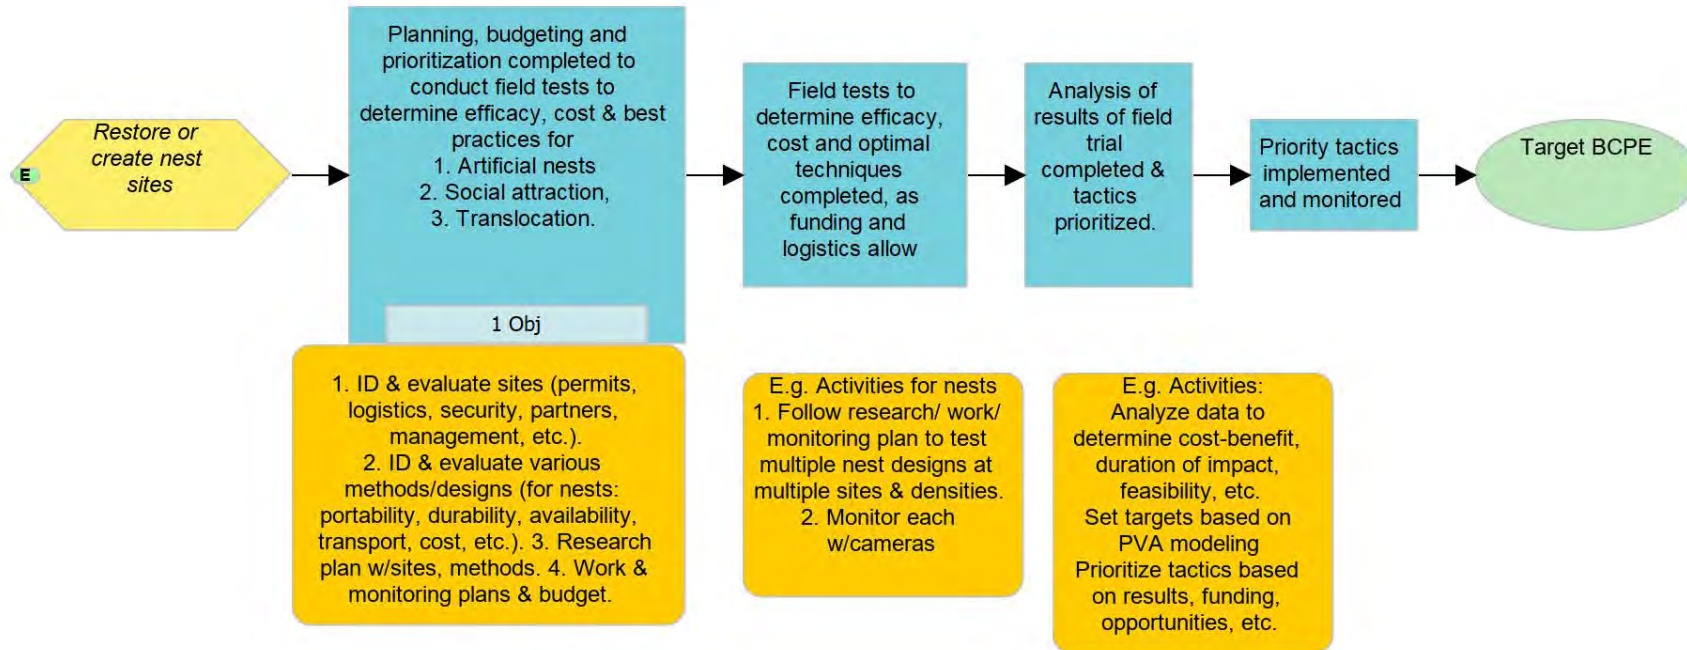 E
Restore or
create nest
sites
Planning, budgeting and
prioritization completed to
conduct field tests to
determine efficacy, cost & best
practices for
1. Artificial nests
2. Social attraction,
3. Translocation.
1 Obj
Field tests to
determine efficacy,
cost and optimal
techniques
completed, as
funding and
logistics allow
Analysis of
results of field
trial
completed &
tactics
prioritized.
Priority tactics
implemented
and monitored
Target BCPE
1. ID & evaluate sites (permits,
logistics, security, partners,
management, etc.).
2. ID & evaluate various
methods/designs (for nests:
portability, durability, availability,
transport, cost, etc.). 3. Research
plan w/sites, methods. 4. Work &
monitoring plans & budget.
E.g. Activities for nests
1. Follow research/ work/
monitoring plan to test
multiple nest designs at
multiple sites & densities.
2. Monitor each
w/cameras
E.g. Activities:
Analyze data to
determine cost-benefit,
duration of impact,
feasibility, etc.
Set targets based on
PVA modeling
Prioritize tactics based
on results, funding,
opportunities, etc.